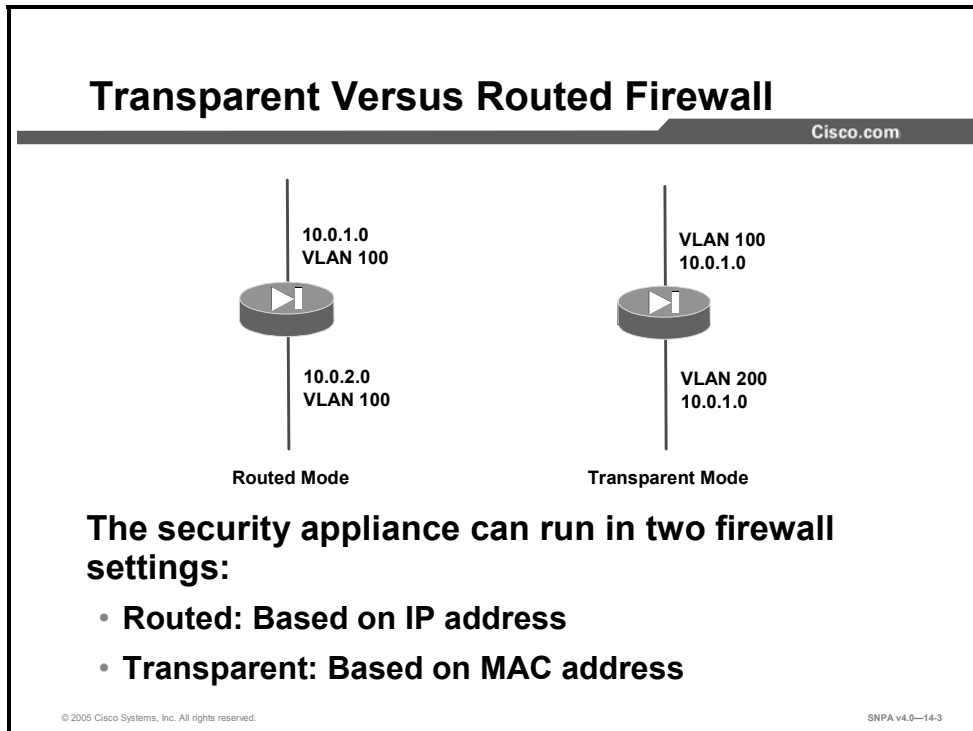 Transparent Versus Routed Firewall
Cisco.com
10.0.1.0
VLAN 100
10.0.2.0
VLAN 100
Routed Mode
VLAN 100
10.0.1.0
VLAN 200
10.0.1.0
Transparent Mode
The security appliance can run in two firewall
settings:
• Routed: Based on IP address
• Transparent: Based on MAC address
© 2005 Cisco Systems, Inc. All rights reserved.
SNPA v4.0—14-3